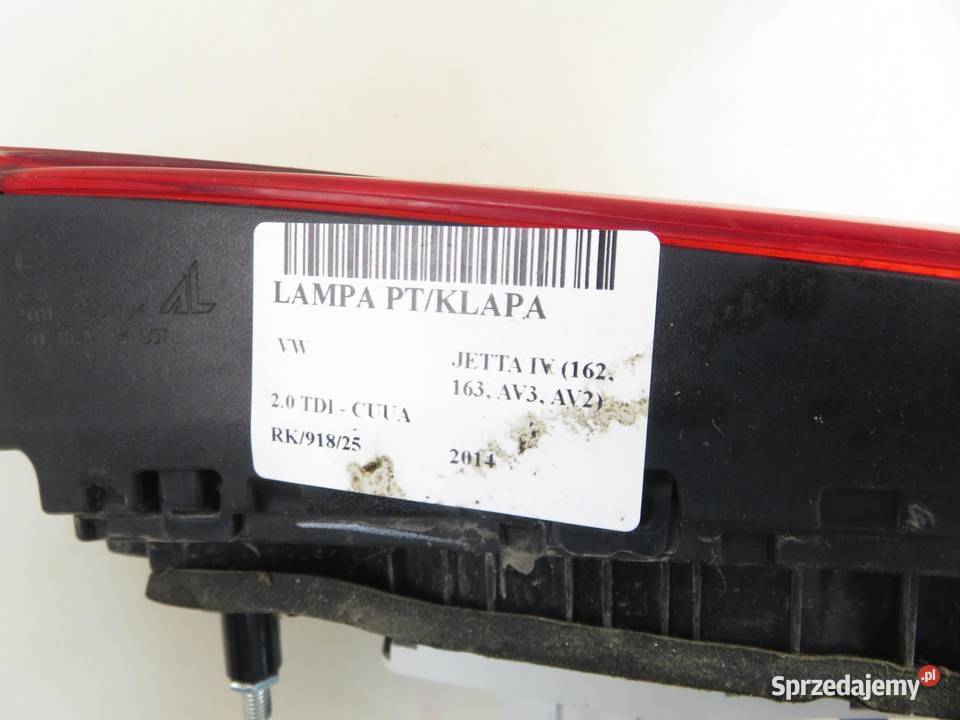 LAMPA PT/KLAPA
VW
JETTA IV (162,
163, AV3, AV2)
2.0 TDI - CUUA
RK/918/25
2014
Sprzedajemy.pl